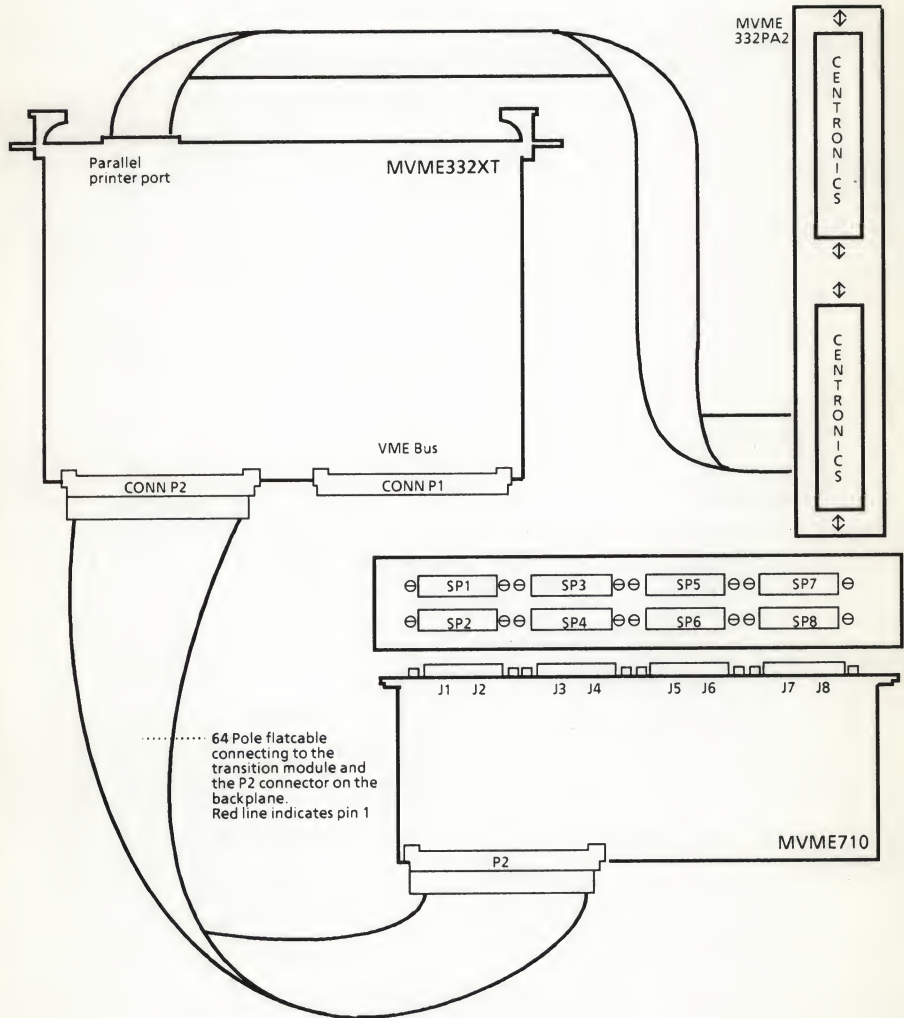 MVME
332PA2
CENTRONICS
Parallel
printer port
MVME332XT
CENTRONICS
VME Bus
CONN P2
CONN P1
SP1 SP3 SP5 SP7
SP2 SP4 SP6 SP8
J1 J2 J3 J4 J5 J6 J7 J8
64 Pole flatcable
connecting to the
transition module and
the P2 connector on the
backplane.
Red line indicates pin 1
MVME710
P2